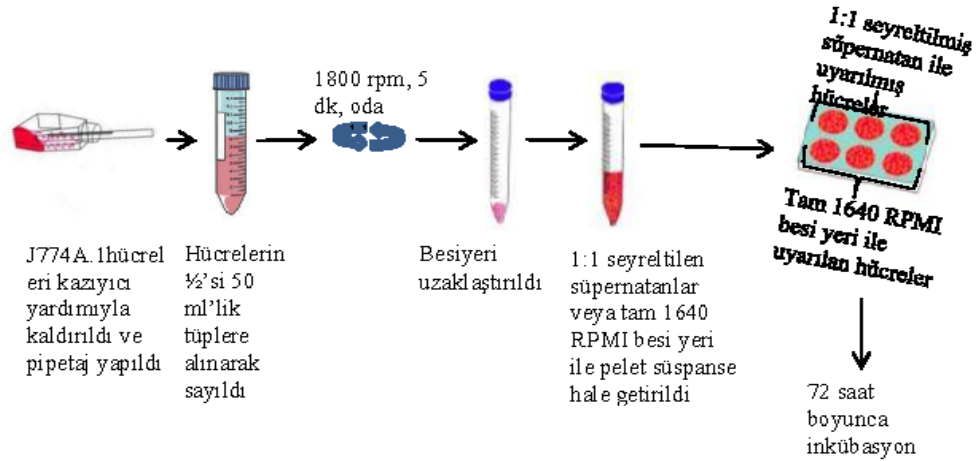 J774A.1hücrel
eri kazıyıcı
yardımıyla
kaldırıldı ve
pipetaj yapıldı
Hücrelerin
½'si 50
ml'lik
tüplere
alınarak
sayıldı
1800 rpm, 5
dk, oda
Besiyeri
uzaklaştırıldı
1:1 seyreltilen
süpernatanlar
veya tam 1640
RPMI besi yeri
ile pelet süspanse
hale getirildi
1:1 seyreltilmiş
süpernatan ile
uyarılmış
hücreler
Tam 1640 RPMI
besi yeri ile
uyarılan hücreler
72 saat
boyunca
inkübasyon